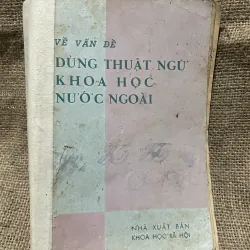 VỀ VẤN ĐỀ
DÙNG THUẬT NGỮ
KHOA HỌC
NƯỚC NGOÀI
NHÀ XUẤT BẢN
KHOA HỌC XÃ HỘI